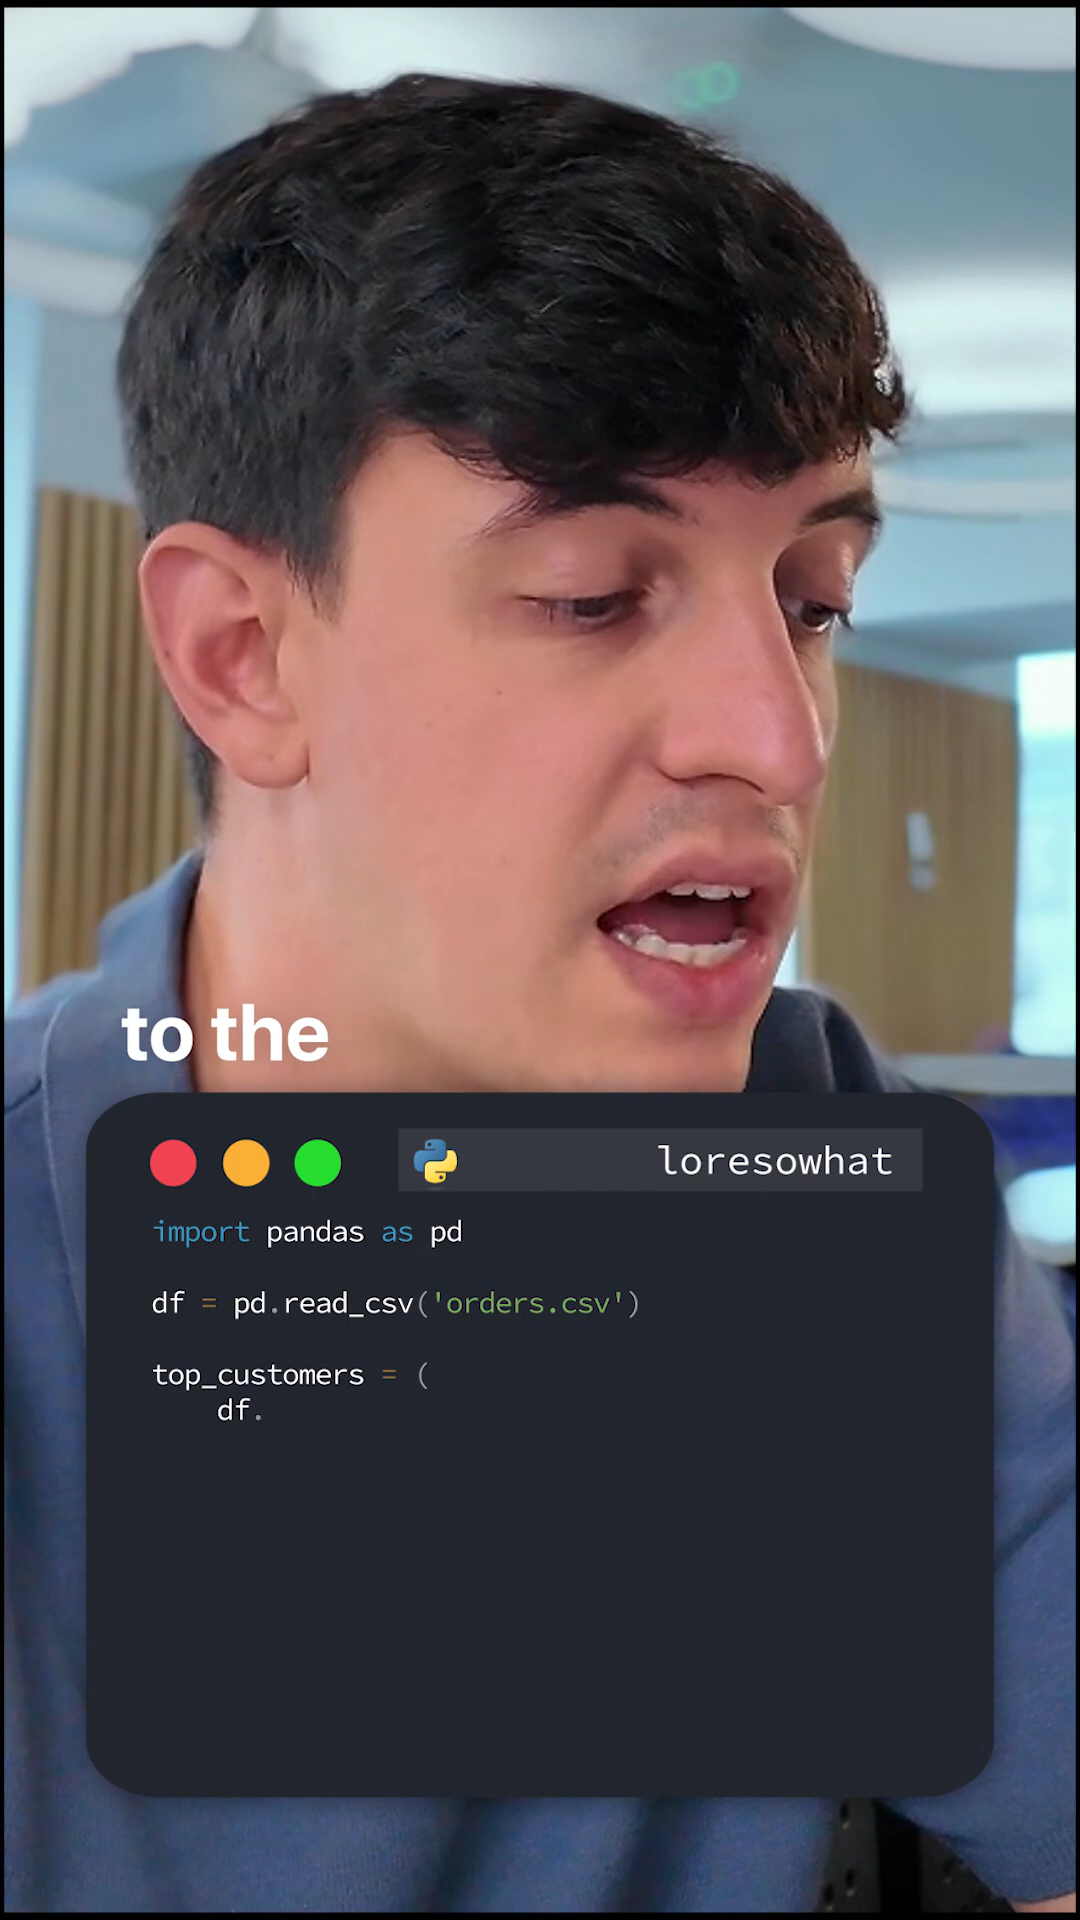 to the
loresowhat
import pandas as pd
df = pd.read_csv('orders.csv')
top_customers = (
    df.